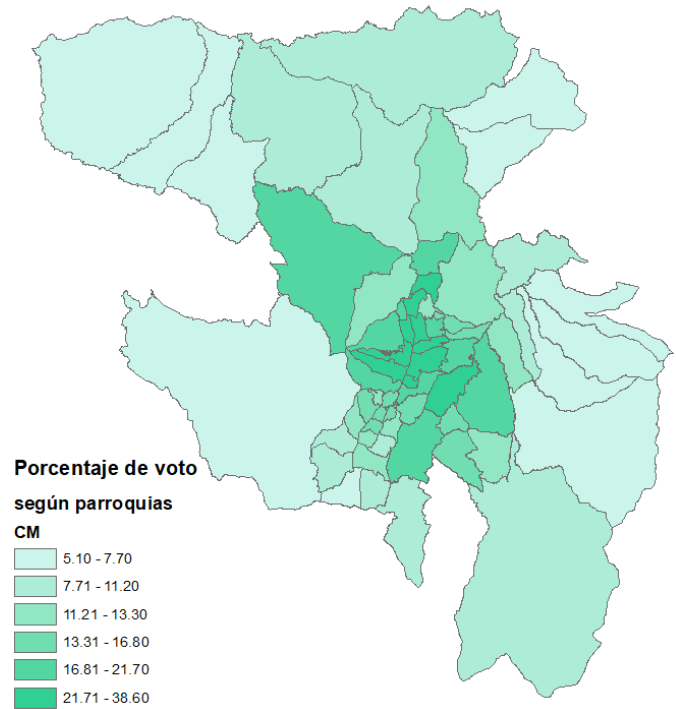 Porcentaje de voto
según parroquias
CM
5.10 - 7.70
7.71 - 11.20
11.21 - 13.30
13.31 - 16.80
16.81 - 21.70
21.71 - 38.60